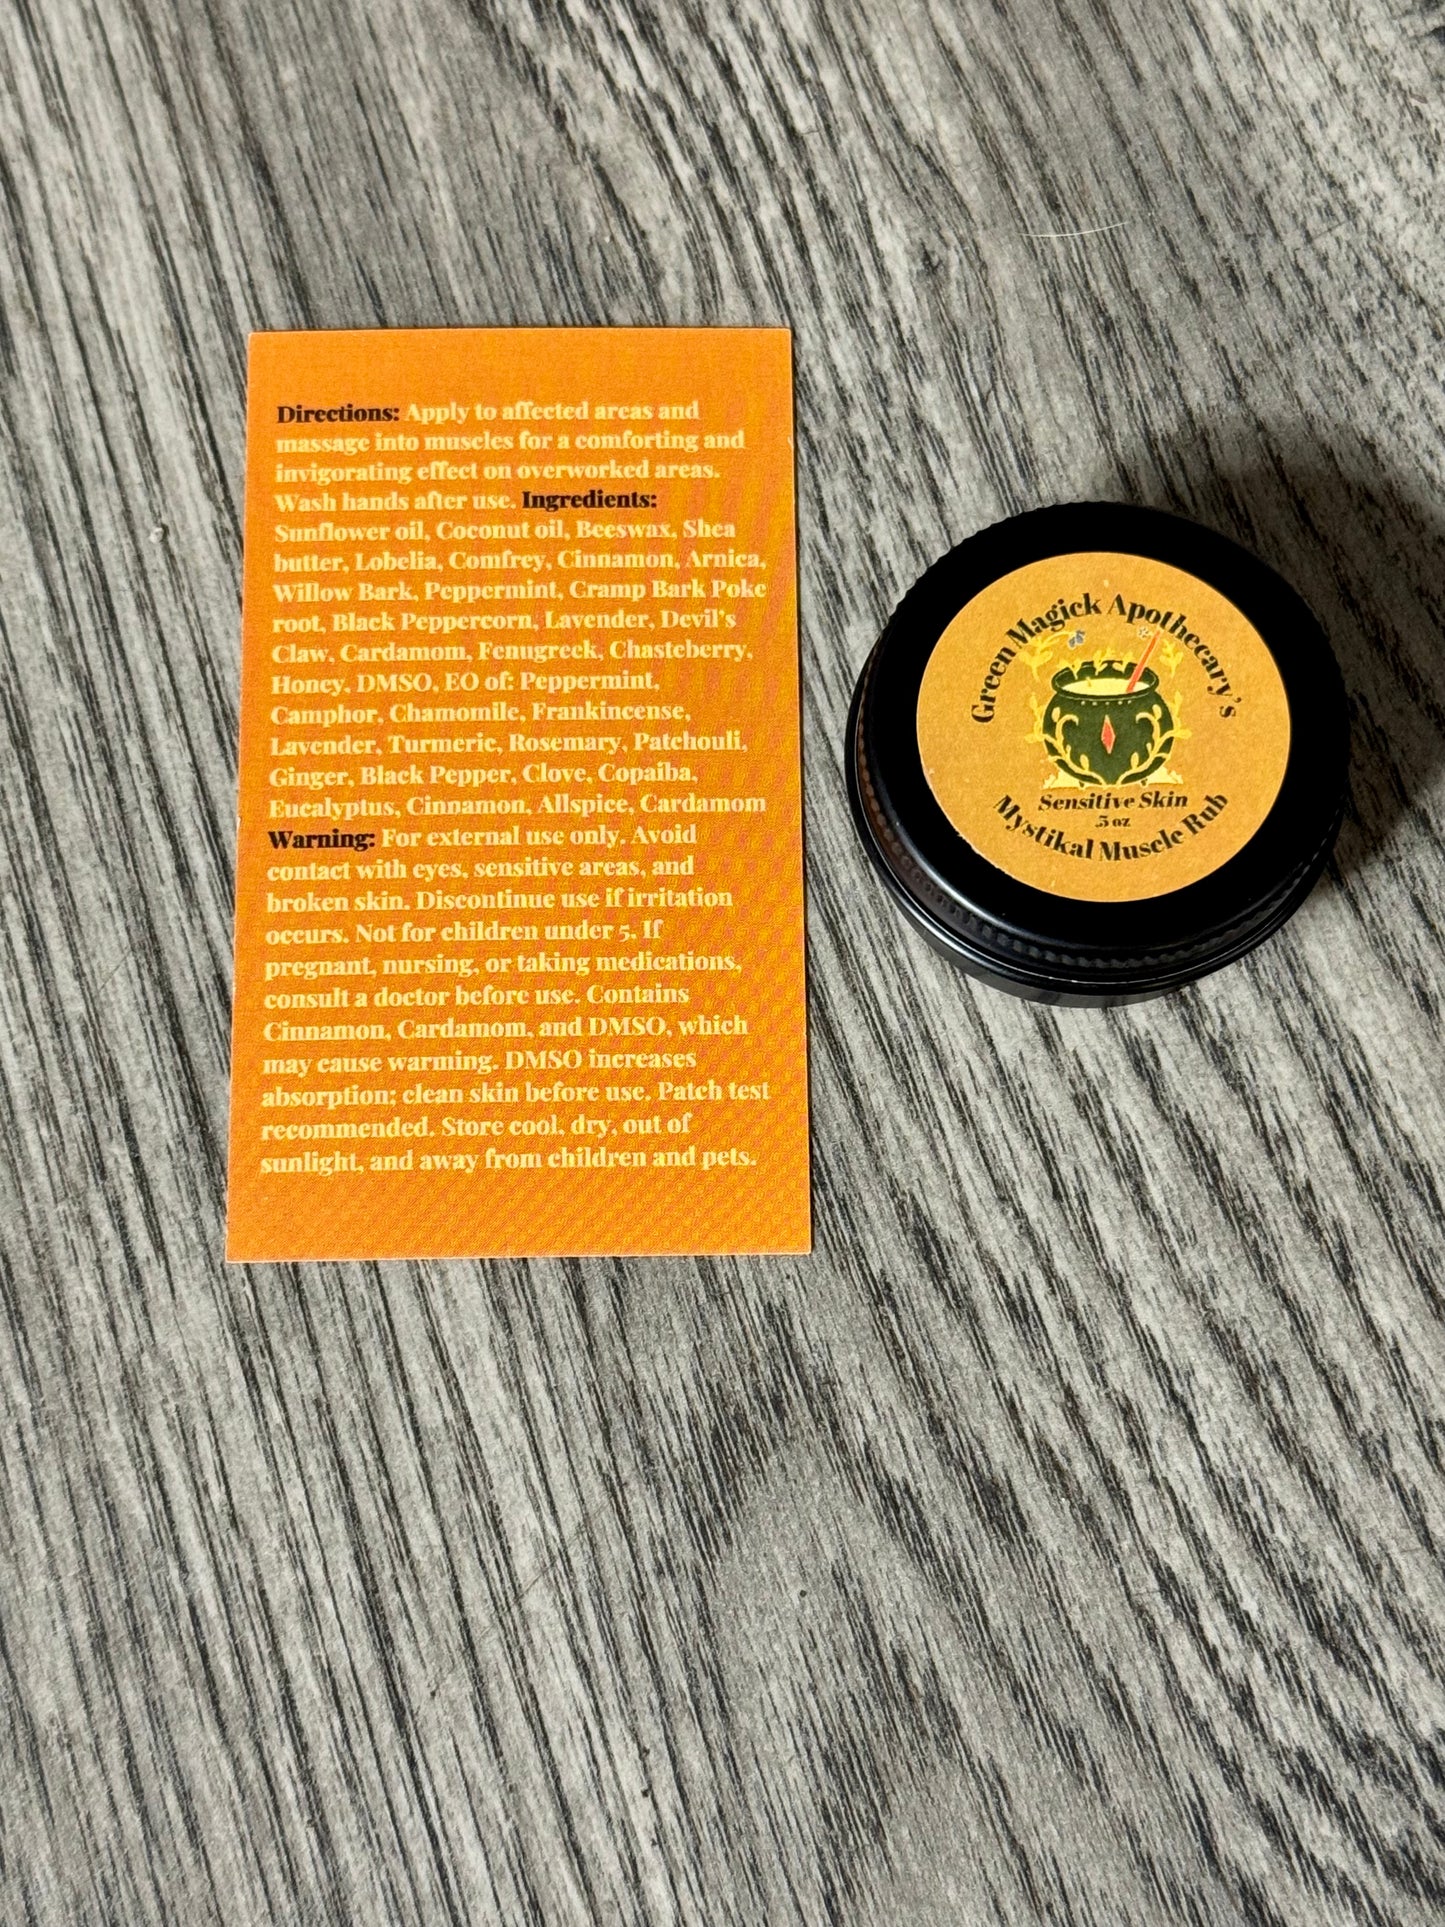 Directions: Apply to affected areas and
massage into muscles for a comforting and
invigorating effect on overworked areas.
Wash hands after use. Ingredients:
Sunflower oil, Coconut oil, Beeswax, Shea
butter, Lobelia, Comfrey, Cinnamon, Arnica,
Willow Bark, Peppermint, Cramp Bark Poke
root, Black Peppercorn, Lavender, Devil's
Claw, Cardamom, Fenugreek, Chasteberry,
Honey, DMSO, EO of: Peppermint,
Camphor, Chamomile, Frankincense,
Lavender, Turmeric, Rosemary, Patchouli,
Ginger, Black Pepper, Clove, Copaiba,
Eucalyptus, Cinnamon, Allspice, Cardamom
Warning: For external use only. Avoid
contact with eyes, sensitive areas, and
broken skin. Discontinue use if irritation
occurs. Not for children under 5. If
pregnant, nursing, or taking medications,
consult a doctor before use. Contains
Cinnamon, Cardamom, and DMSO, which
may cause warming. DMSO increases
absorption; clean skin before use. Patch test
recommended. Store cool, dry, out of
sunlight, and away from children and pets.
Green Magick Apothecary's
Sensitive Skin
.5 oz
Mystikal Muscle Rub